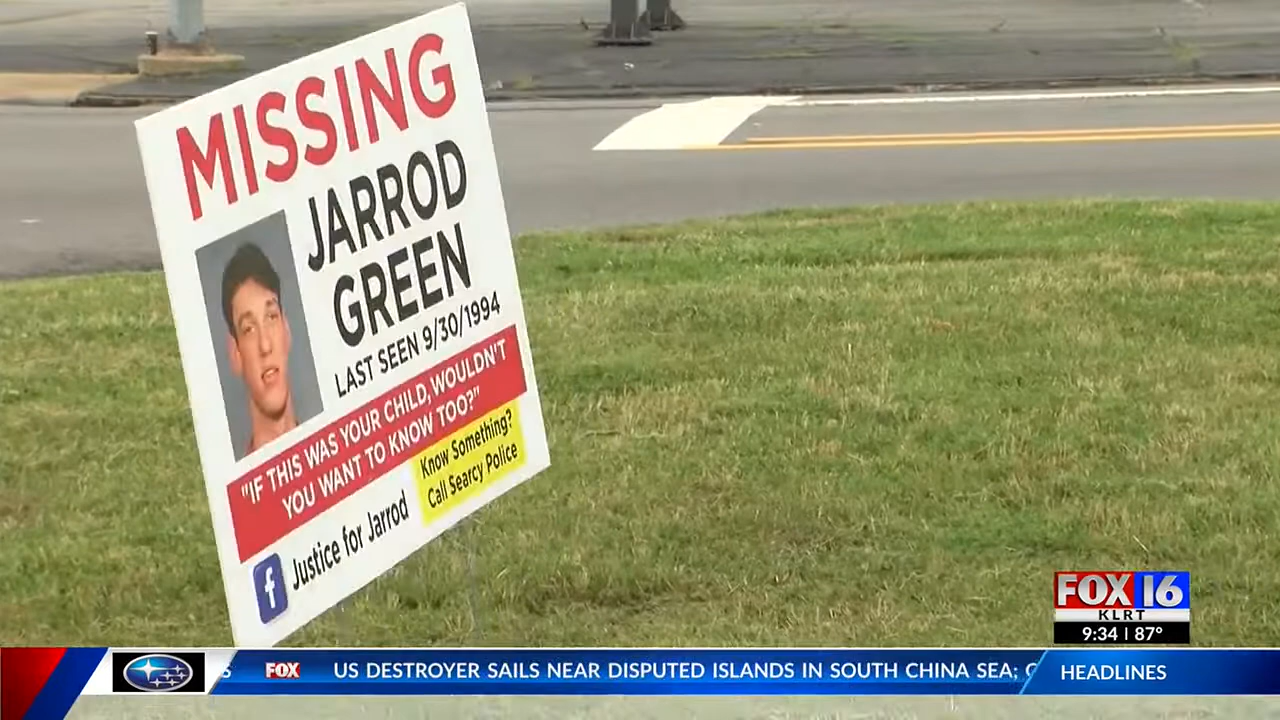 MISSING
JARROD
GREEN
LAST SEEN 9/30/1994
"IF THIS WAS YOUR CHILD, WOULDN'T
YOU WANT TO KNOW TOO?"
Know Something?
Call Searcy Police
f Justice for Jarrod
FOX 16
KLRT
9:34 | 87°
S FOX US DESTROYER SAILS NEAR DISPUTED ISLANDS IN SOUTH CHINA SEA; HEADLINES